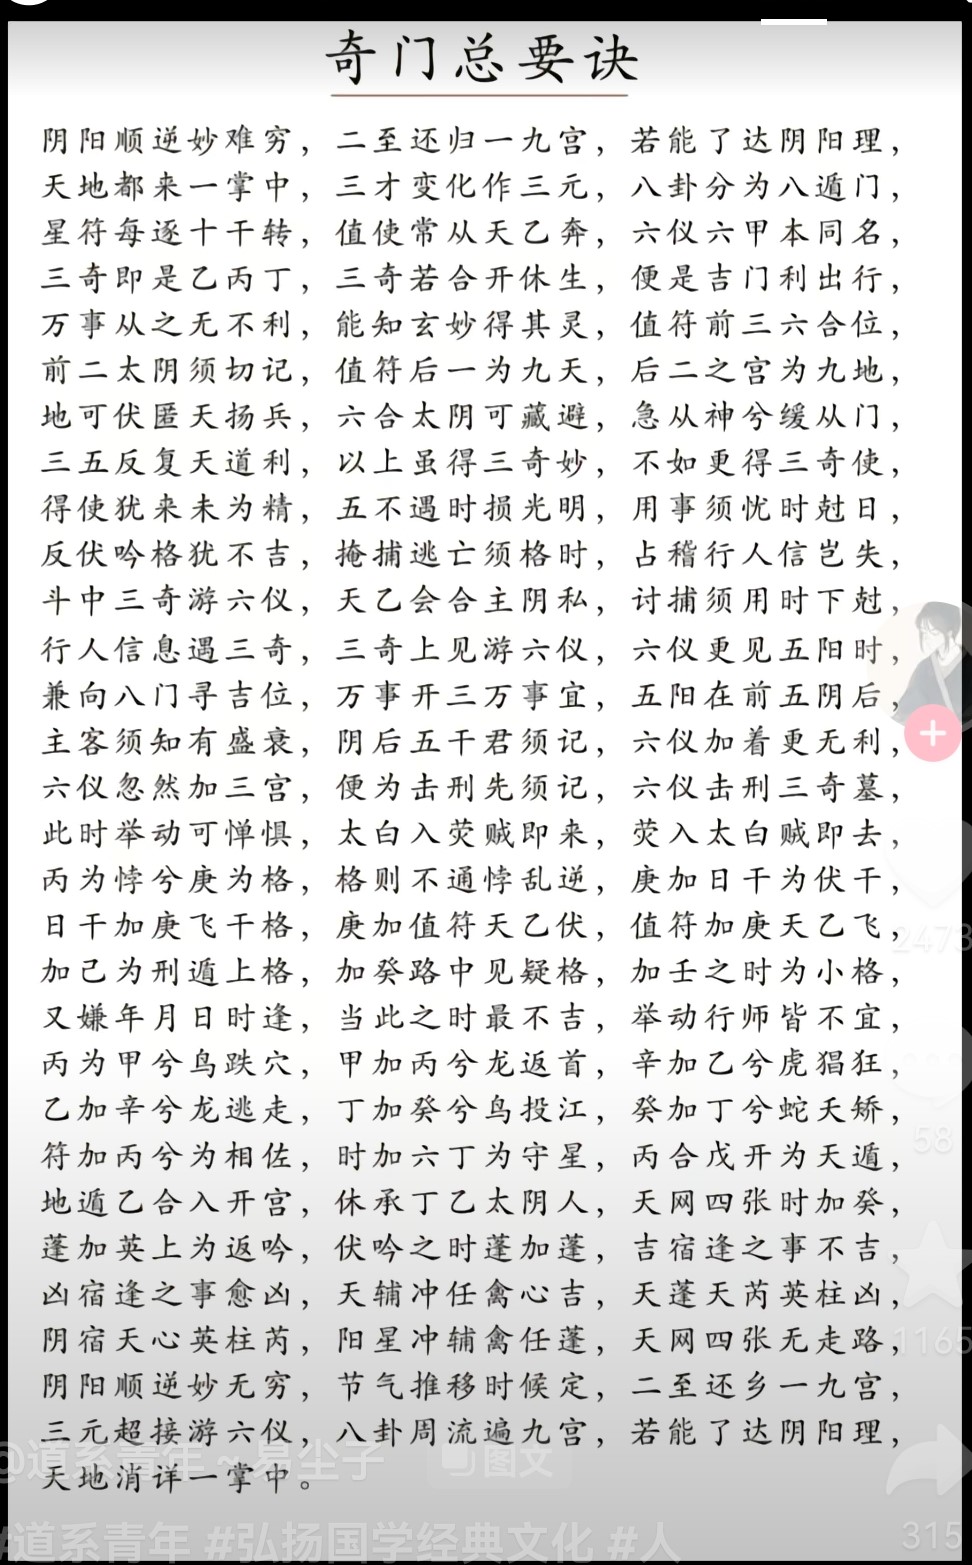 奇门总要诀
阴阳顺逆妙难穷，二至还归一九宫，若能了达阴阳理，
天地都来一掌中，三才变化作三元，八卦分为八遁门，
星符每逐十干转，值使常从天乙奔，六仪六甲本同名，
三奇即是乙丙丁，三奇若合开休生，便是吉门利出行，
万事从之无不利，能知玄妙得其灵，值符前三六合位，
前二太阴须切记，值符后一为九天，后二之宫为九地，
地可伏匿天扬兵，六合太阴可藏避，急从神兮缓从门，
三五反复天道利，以上虽得三奇妙，不如更得三奇使，
得使犹来未为精，五不遇时损光明，用事须忧时尅日，
反伏吟格犹不吉，掩捕逃亡须格时，占稽行人信岂失，
斗中三奇游六仪，天乙会合主阴私，讨捕须用时下尅，
行人信息遇三奇，三奇上见游六仪，六仪更见五阳时，
兼向八门寻吉位，万事开三万事宜，五阳在前五阴后，
主客须知有盛衰，阴后五干君须记，六仪加着更无利，
六仪忽然加三宫，便为击刑先须记，六仪击刑三奇墓，
此时举动可惮惧，太白入荧贼即来，荧入太白贼即去，
丙为悖兮庚为格，格则不通悖乱逆，庚加日干为伏干，
日干加庚飞干格，庚加值符天乙伏，值符加庚天乙飞，
加己为刑遁上格，加癸路中见疑格，加壬之时为小格，
又嫌年月日时逢，当此之时最不吉，举动行师皆不宜，
丙为甲兮鸟跌穴，甲加丙兮龙返首，辛加乙兮虎猖狂，
乙加辛兮龙逃走，丁加癸兮鸟投江，癸加丁兮蛇夭矫，
符加丙兮为相佐，时加六丁为守星，丙合戊开为天遁，
地遁乙合入开宫，休承丁乙太阴人，天网四张时加癸，
蓬加英上为返吟，伏吟之时蓬加蓬，吉宿逢之事不吉，
凶宿逢之事愈凶，天辅冲任禽心吉，天蓬天芮英柱凶，
阴宿天心英柱芮，阳星冲辅禽任蓬，天网四张无走路，
阴阳顺逆妙无穷，节气推移时候定，二至还乡一九宫，
三元超接游六仪，八卦周流遍九宫，若能了达阴阳理，
天地消详一掌中。
2473
58
1165
315
@道系青年~易尘子
图文
#道系青年 #弘扬国学经典文化 #人